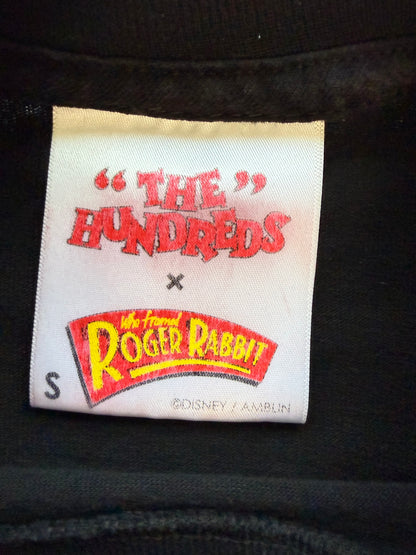 “THE”
HUNDREDS
×
Who Framed
ROGER RABBIT
S
©DISNEY / AMBLIN